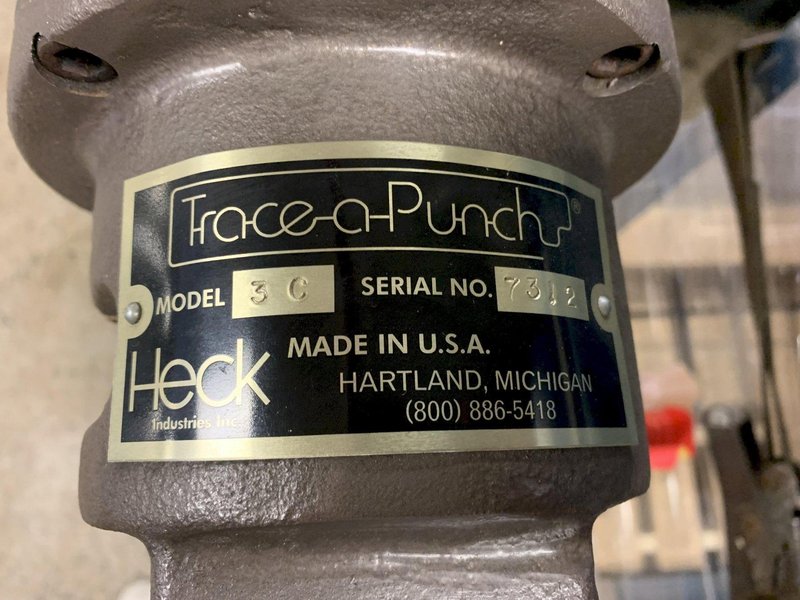 Trace-a-Punch ®
MODEL 3 C SERIAL NO. 7312
Heck MADE IN U.S.A.
Industries Inc. HARTLAND, MICHIGAN
(800) 886-5418